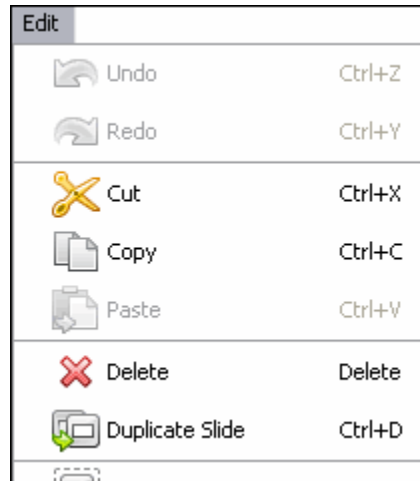 Edit
Undo Ctrl+Z
Redo Ctrl+Y
Cut Ctrl+X
Copy Ctrl+C
Paste Ctrl+V
Delete Delete
Duplicate Slide Ctrl+D